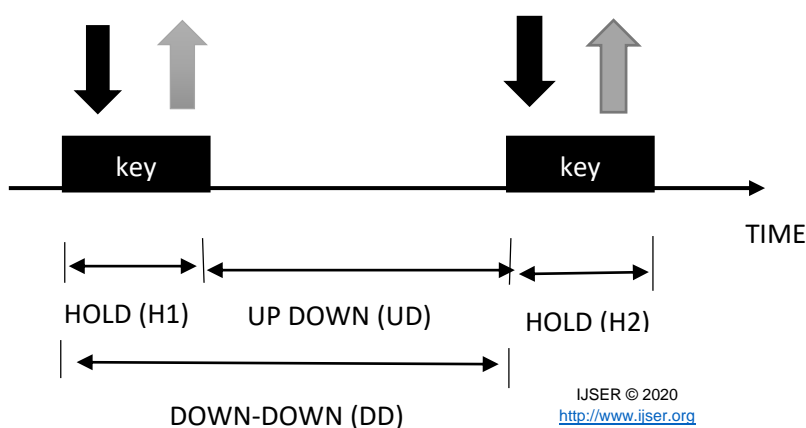 key key
TIME
HOLD (H1) UP DOWN (UD) HOLD (H2)
DOWN-DOWN (DD)
IJSER © 2020
http://www.ijser.org